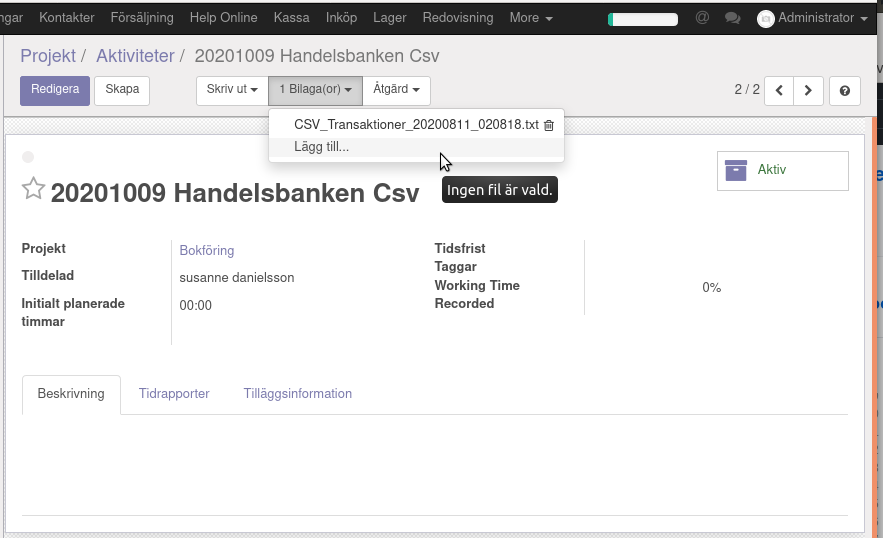 ngar Kontakter Försäljning Help Online Kassa Inköp Lager Redovisning More @ Administrator
Projekt / Aktiviteter / 20201009 Handelsbanken Csv
Redigera Skapa Skriv ut 1 Bilaga(or) Åtgärd 2 / 2
CSV_Transaktioner_20200811_020818.txt
Lägg till...
Aktiv
20201009 Handelsbanken Csv
Ingen fil är vald.
Projekt Bokföring
Tilldelad susanne danielsson
Initialt planerade timmar 00:00
Tidsfrist
Taggar
Working Time Recorded 0%
Beskrivning Tidrapporter Tilläggsinformation